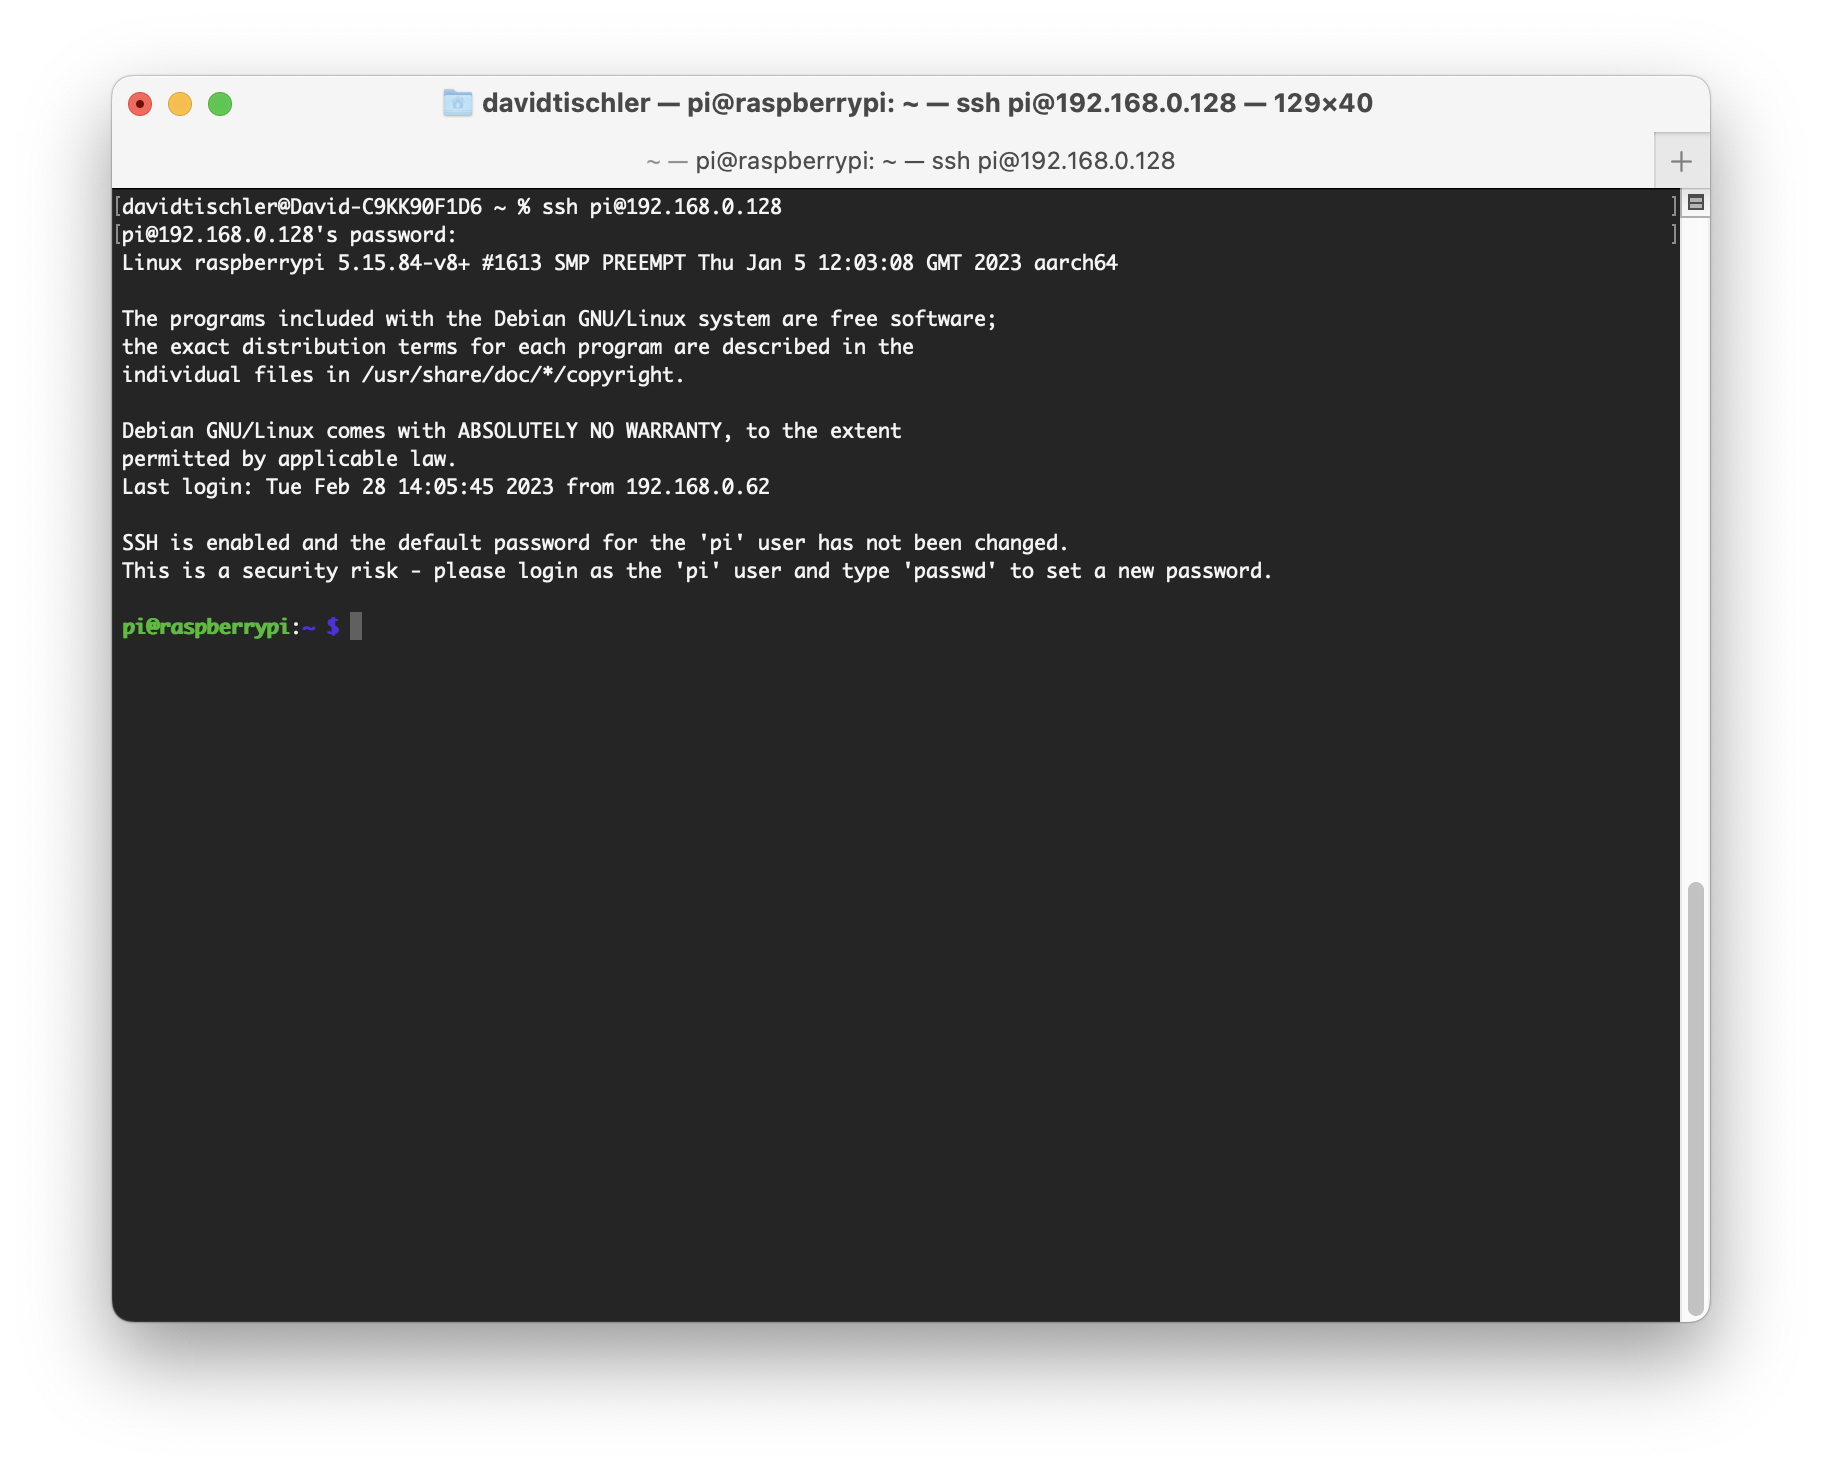 davidtischler — pi@raspberrypi: ~ — ssh pi@192.168.0.128 — 129×40
~ — pi@raspberrypi: ~ — ssh pi@192.168.0.128
[davidtischler@David-C9KK90F1D6 ~ % ssh pi@192.168.0.128 ]
[pi@192.168.0.128's password: ]
Linux raspberrypi 5.15.84-v8+ #1613 SMP PREEMPT Thu Jan 5 12:03:08 GMT 2023 aarch64
The programs included with the Debian GNU/Linux system are free software;
the exact distribution terms for each program are described in the
individual files in /usr/share/doc/*/copyright.
Debian GNU/Linux comes with ABSOLUTELY NO WARRANTY, to the extent
permitted by applicable law.
Last login: Tue Feb 28 14:05:45 2023 from 192.168.0.62
SSH is enabled and the default password for the 'pi' user has not been changed.
This is a security risk - please login as the 'pi' user and type 'passwd' to set a new password.
pi@raspberrypi:~ $